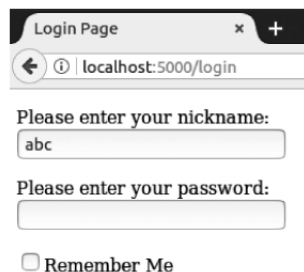 Login Page × +
localhost:5000/login
Please enter your nickname:
abc
Please enter your password:
Remember Me